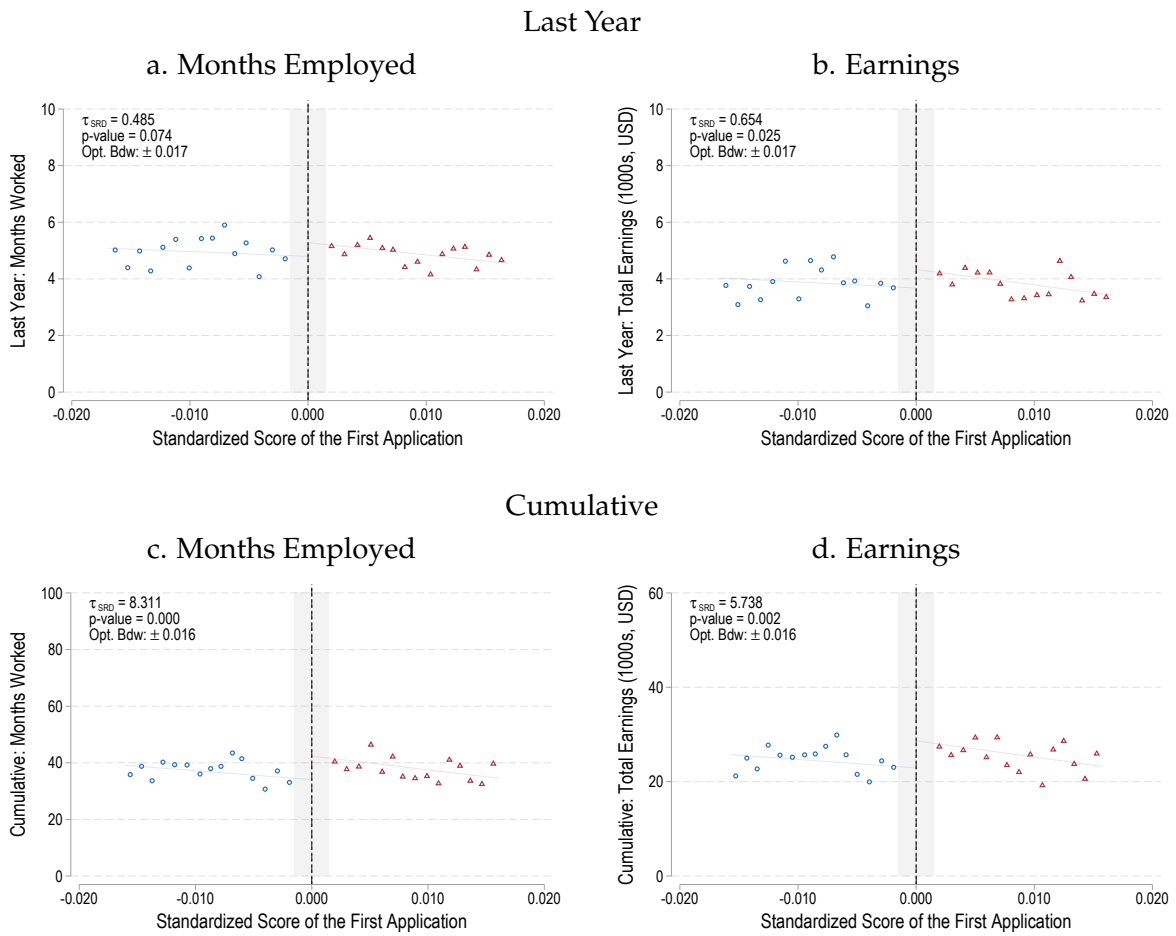 Last Year
a. Months Employed
b. Earnings
τSRD = 0.485
p-value = 0.074
Opt. Bdw: ± 0.017
Last Year: Months Worked
10
8
6
4
2
0
-0.020
-0.010
0.000
0.010
0.020
Standardized Score of the First Application
τSRD = 0.654
p-value = 0.025
Opt. Bdw: ± 0.017
Last Year: Total Earnings (1000s, USD)
10
8
6
4
2
0
-0.020
-0.010
0.000
0.010
0.020
Standardized Score of the First Application
Cumulative
c. Months Employed
d. Earnings
τSRD = 8.311
p-value = 0.000
Opt. Bdw: ± 0.016
Cumulative: Months Worked
100
80
60
40
20
0
-0.020
-0.010
0.000
0.010
0.020
Standardized Score of the First Application
τSRD = 5.738
p-value = 0.002
Opt. Bdw: ± 0.016
Cumulative: Total Earnings (1000s, USD)
60
40
20
0
-0.020
-0.010
0.000
0.010
0.020
Standardized Score of the First Application